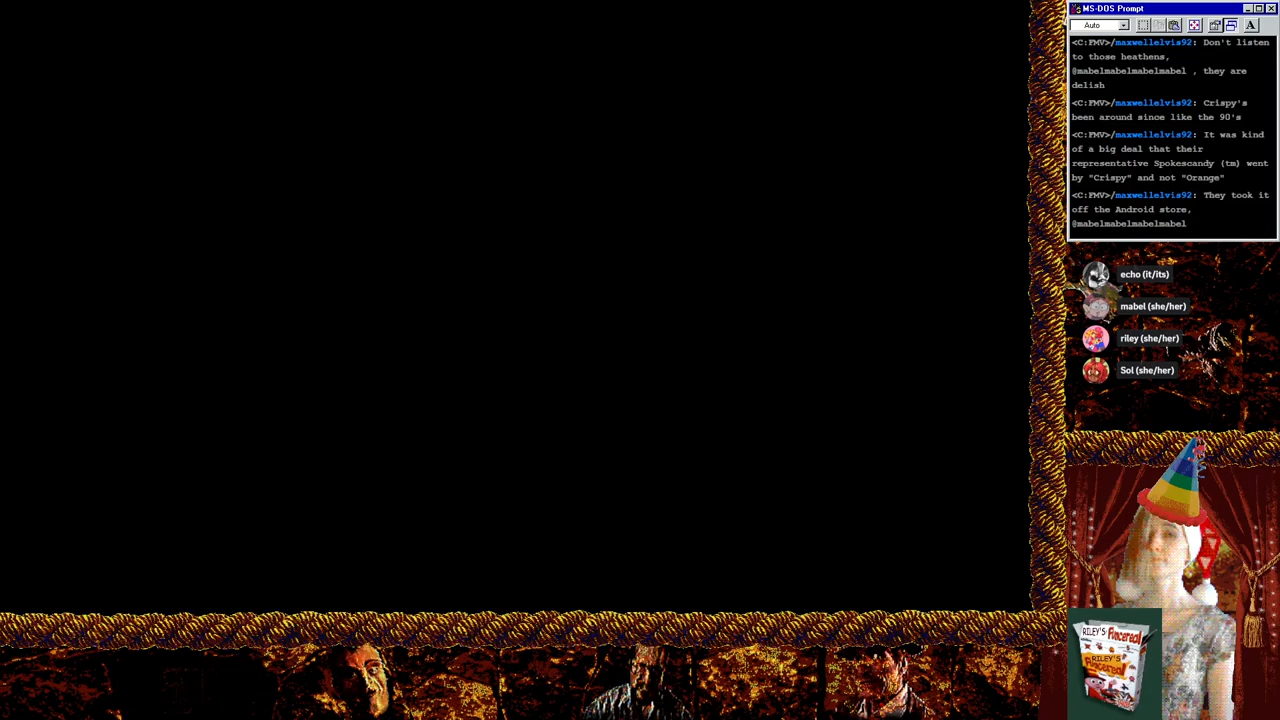 MS-DOS Prompt
Auto
A
<C:FMV>/maxwellelvis92: Don't listen
to those heathens,
@mabelmabelmabelmabel , they are
delish
<C:FMV>/maxwellelvis92: Crispy's
been around since like the 90's
<C:FMV>/maxwellelvis92: It was kind
of a big deal that their
representative Spokescandy (tm) went
by "Crispy" and not "Orange"
<C:FMV>/maxwellelvis92: They took it
off the Android store,
@mabelmabelmabelmabel
echo (it/its)
mabel (she/her)
riley (she/her)
Sol (she/her)
RILEY'S Funcereal
RILEY'S
Funcereal